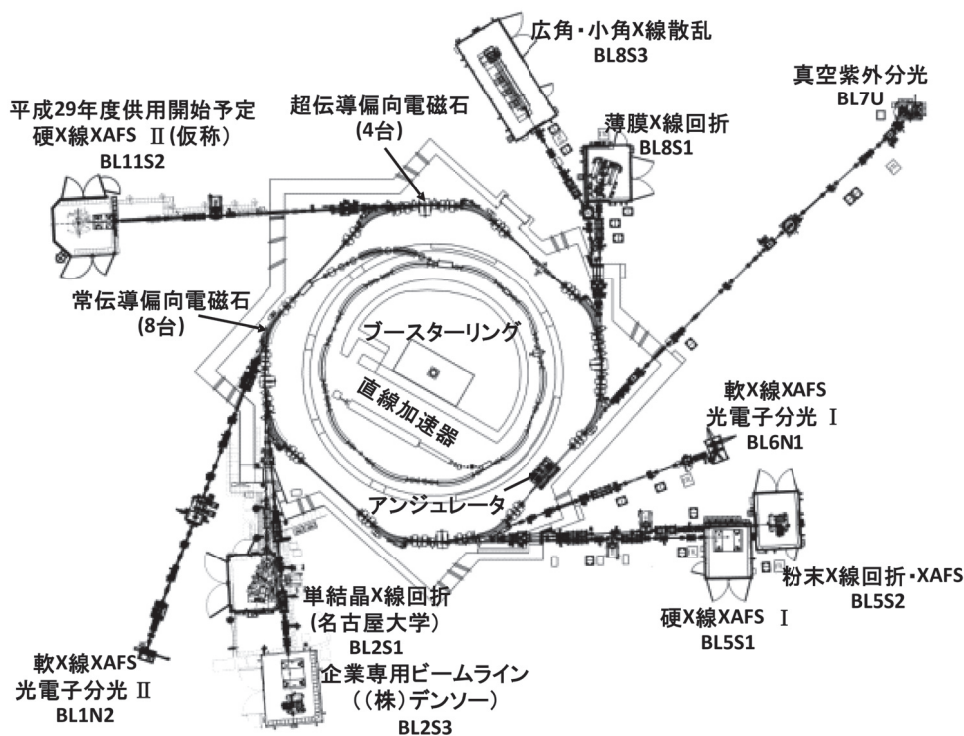 広角・小角X線散乱
BL8S3
真空紫外分光
BL7U
平成29年度供用開始予定
硬X線XAFS Ⅱ(仮称)
BL11S2
超伝導偏向電磁石
(4台)
薄膜X線回折
BL8S1
常伝導偏向電磁石
(8台)
ブースターリング
直線加速器
軟X線XAFS
光電子分光 Ⅰ
BL6N1
アンジュレータ
粉末X線回折・XAFS
BL5S2
硬X線XAFS Ⅰ
BL5S1
単結晶X線回折
(名古屋大学)
BL2S1
企業専用ビームライン
((株)デンソー)
BL2S3
軟X線XAFS
光電子分光 Ⅱ
BL1N2